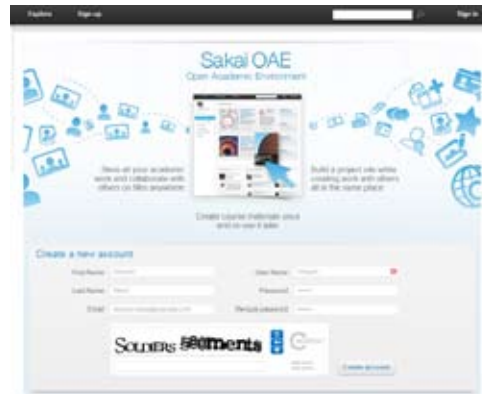 Explore Sign up Sign in
Sakai OAE
Open Academic Environment
Show all your academic
work and collaborate with
others on files anywhere
Build a project site while
creating work with others
all in the same place
Create course materials once
and re-use it later
Create a new account
First Name: User Name:
Last Name: Password:
Email: Retype password:
SOLDIERS
Create account